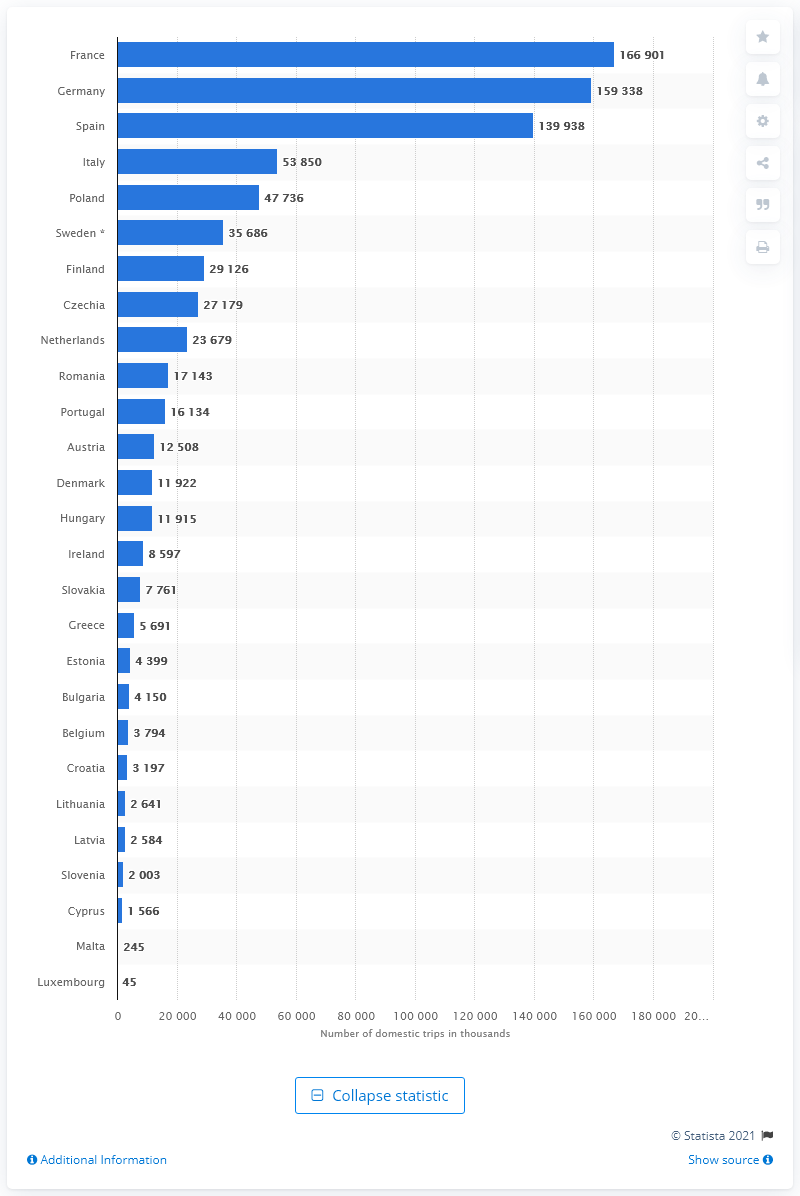 France 166 901
Germany 159 338
Spain 139 938
Italy 53 850
Poland 47 736
Sweden * 35 686
Finland 29 126
Czechia 27 179
Netherlands 23 679
Romania 17 143
Portugal 16 134
Austria 12 508
Denmark 11 922
Hungary 11 915
Ireland 8 597
Slovakia 7 761
Greece 5 691
Estonia 4 399
Bulgaria 4 150
Belgium 3 794
Croatia 3 197
Lithuania 2 641
Latvia 2 584
Slovenia 2 003
Cyprus 1 566
Malta 245
Luxembourg 45
0 20 000 40 000 60 000 80 000 100 000 120 000 140 000 160 000 180 000 20…
Number of domestic trips in thousands
Collapse statistic
© Statista 2021
Additional Information Show source